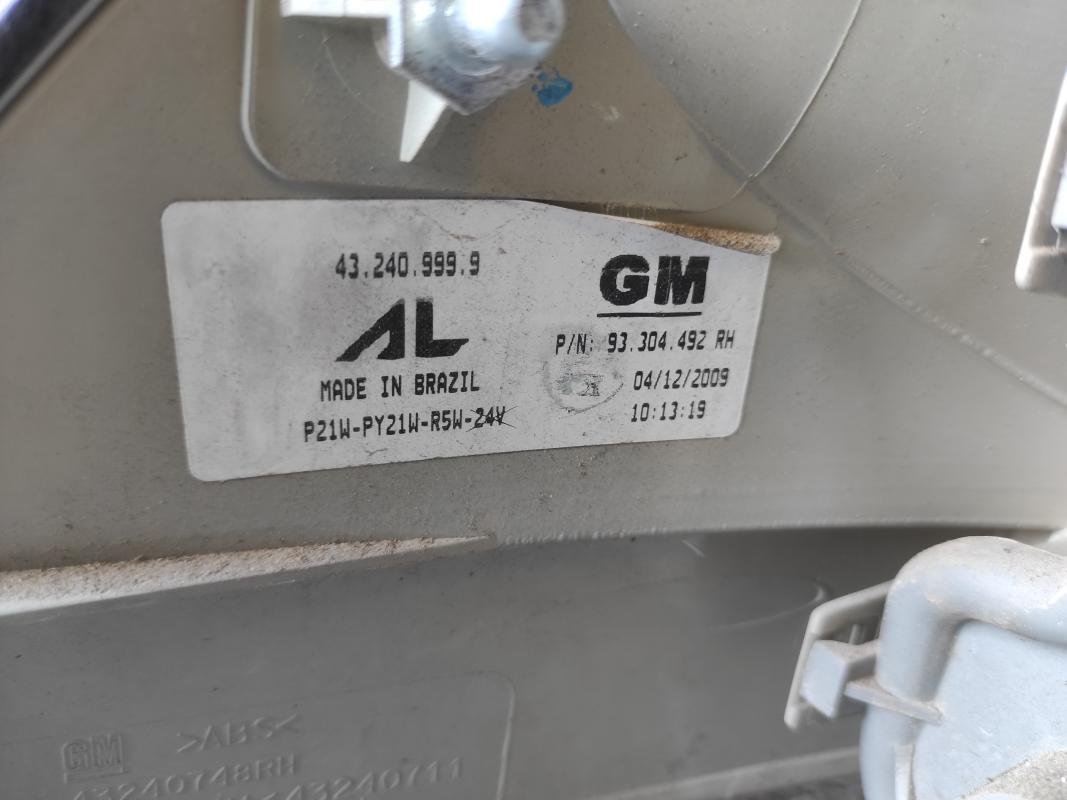 43.240.999.9
AL
MADE IN BRAZIL
P21W-PY21W-R5W-24V
GM
P/N: 93.304.492 RH
04/12/2009
10:13:19
GM
>ABS<
43240748RH
43240711